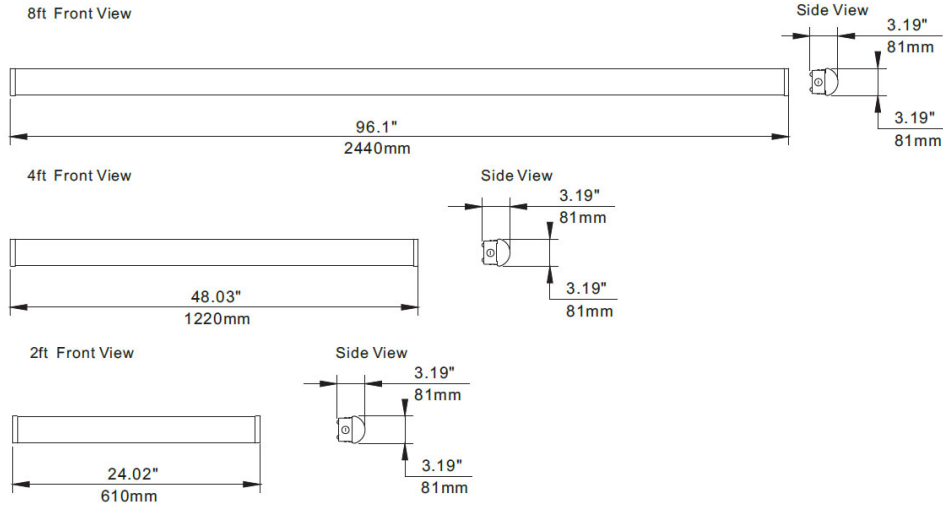 8ft Front View
Side View
3.19"
81mm
96.1"
2440mm
3.19"
81mm
4ft Front View
Side View
3.19"
81mm
48.03"
1220mm
3.19"
81mm
2ft Front View
Side View
3.19"
81mm
24.02"
610mm
3.19"
81mm